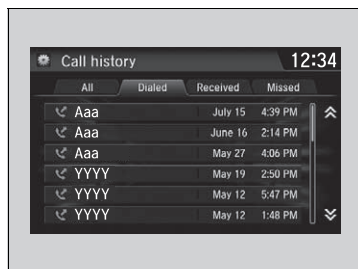 Call history 12:34
All Dialed Received Missed
Aaa July 15 4:39 PM
Aaa June 16 2:14 PM
Aaa May 27 4:06 PM
YYYY May 19 2:50 PM
YYYY May 12 5:47 PM
YYYY May 12 1:48 PM